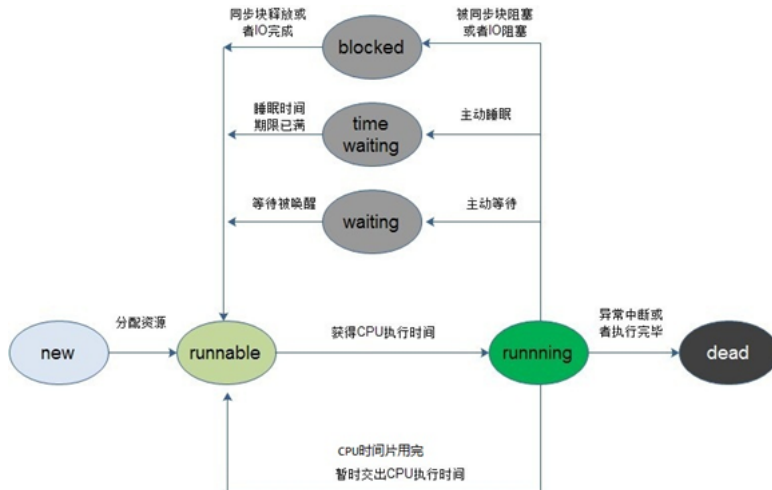 同步块释放或
者IO完成
blocked
被同步块阻塞
或者IO阻塞
睡眠时间
期限已满
time
waiting
主动睡眠
等待被唤醒
waiting
主动等待
new
分配资源
runnable
获得CPU执行时间
runnning
异常中断或
者执行完毕
dead
CPU时间片用完
暂时交出CPU执行时间